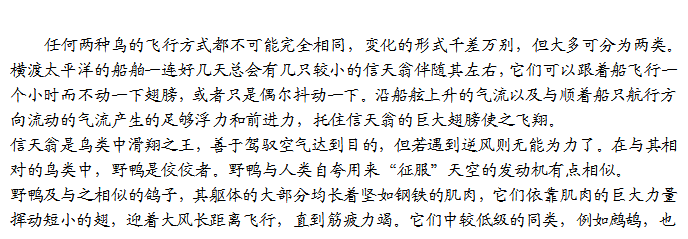 任何两种鸟的飞行方式都不可能完全相同，变化的形式千差万别，但大多可分为两类。
横渡太平洋的船舶一连好几天总会有几只较小的信天翁伴随其左右，它们可以跟着船飞行一
个小时而不动一下翅膀，或者只是偶尔抖动一下。沿船舷上升的气流以及与顺着船只航行方
向流动的气流产生的足够浮力和前进力，托住信天翁的巨大翅膀使之飞翔。
信天翁是鸟类中滑翔之王，善于驾驭空气达到目的，但若遇到逆风则无能为力了。在与其相
对的鸟类中，野鸭是佼佼者。野鸭与人类自夸用来“征服”天空的发动机有点相似。
野鸭及与之相似的鸽子，其躯体的大部分均长着坚如钢铁的肌肉，它们依靠肌肉的巨大力量
挥动短小的翅，迎着大风长距离飞行，直到筋疲力竭。它们中较低级的同类，例如鹧鸪，也